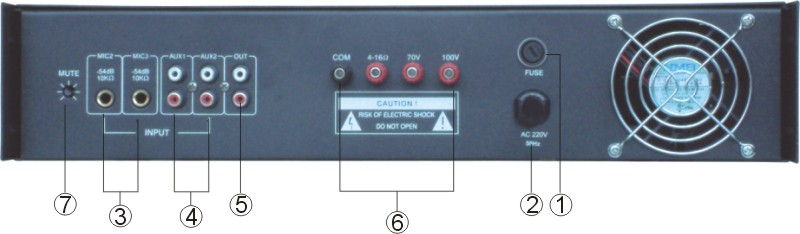 MIC2 MIC3 AUX1 AUX2 OUT
COM 4-16Ω 70V 100V
-54dB -54dB
10KΩ 10KΩ
MUTE
FUSE
INPUT
CAUTION !
RISK OF ELECTRIC SHOCK
DO NOT OPEN
AC 220V
⑦ ③ ④ ⑤ ⑥ ② ①